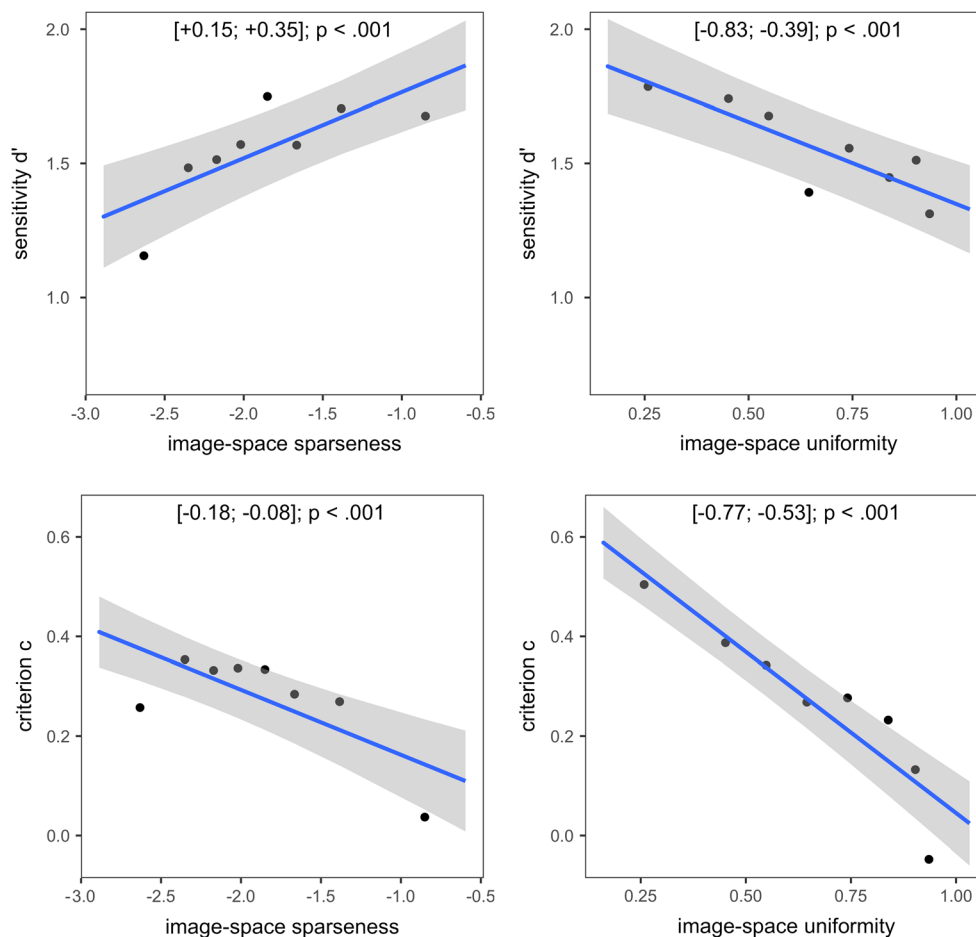 [+0.15; +0.35]; p < .001
2.0
1.5
1.0
sensitivity d'
-3.0 -2.5 -2.0 -1.5 -1.0 -0.5
image-space sparseness
[-0.83; -0.39]; p < .001
2.0
1.5
1.0
sensitivity d'
0.25 0.50 0.75 1.00
image-space uniformity
[-0.18; -0.08]; p < .001
0.6
0.4
0.2
0.0
criterion c
-3.0 -2.5 -2.0 -1.5 -1.0 -0.5
image-space sparseness
[-0.77; -0.53]; p < .001
0.6
0.4
0.2
0.0
criterion c
0.25 0.50 0.75 1.00
image-space uniformity